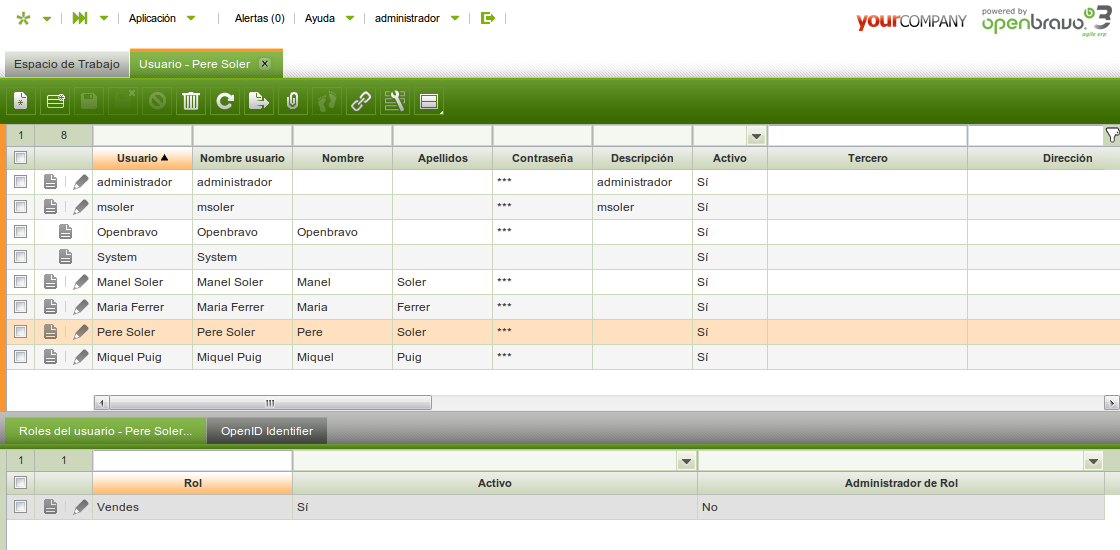 Aplicación Alertas (0) Ayuda administrador yourCOMPANY powered by openbravo 3 agile erp
Espacio de Trabajo Usuario - Pere Soler x
1 8
Usuario Nombre usuario Nombre Apellidos Contraseña Descripción Activo Tercero Dirección
administrador administrador *** administrador Sí
msoler msoler *** msoler Sí
Openbravo Openbravo Openbravo *** Sí
System System Sí
Manel Soler Manel Soler Manel Soler *** Sí
Maria Ferrer Maria Ferrer Maria Ferrer *** Sí
Pere Soler Pere Soler Pere Soler *** Sí
Miquel Puig Miquel Puig Miquel Puig *** Sí
Roles del usuario - Pere Soler... OpenID Identifier
1 1
Rol Activo Administrador de Rol
Vendes Sí No